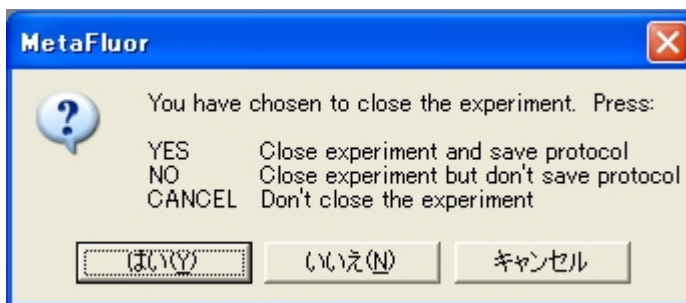 MetaFluor
You have chosen to close the experiment. Press:
YES Close experiment and save protocol
NO Close experiment but don't save protocol
CANCEL Don't close the experiment
はい(Y) いいえ(N) キャンセル